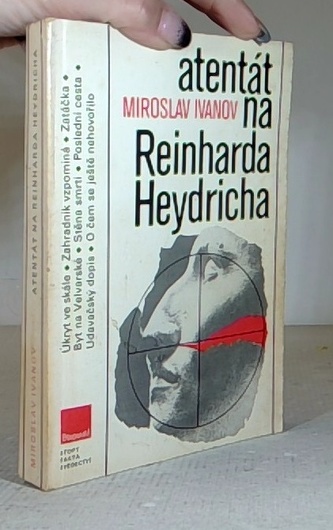 atentát
MIROSLAV IVANOV na
Reinharda
Heydricha
Úkryt ve skále • Zahradník vzpomíná • Zatáčka •
Byt na Velvarské • Stěna smrti • Poslední cesta •
Udavačský dopis • O čem se ještě nehovořilo
STOPY
FAKTA
SVĚDECTVÍ
MIROSLAV IVANOV ATENTÁT NA REINHARDA HEYDRICHA